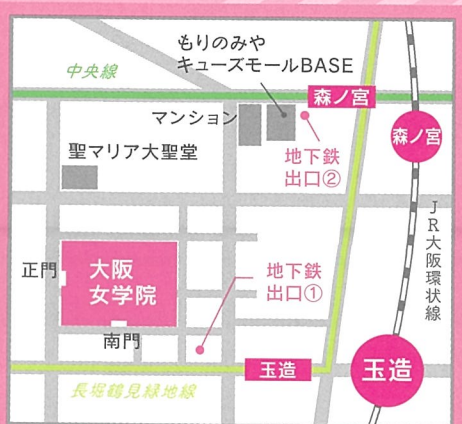 もりのみや
キューズモールBASE
中央線
森ノ宮
マンション
森ノ宮
聖マリア大聖堂
地下鉄
出口②
JR大阪環状線
正門
大阪
女学院
地下鉄
出口①
南門
玉造
玉造
長堀鶴見緑地線